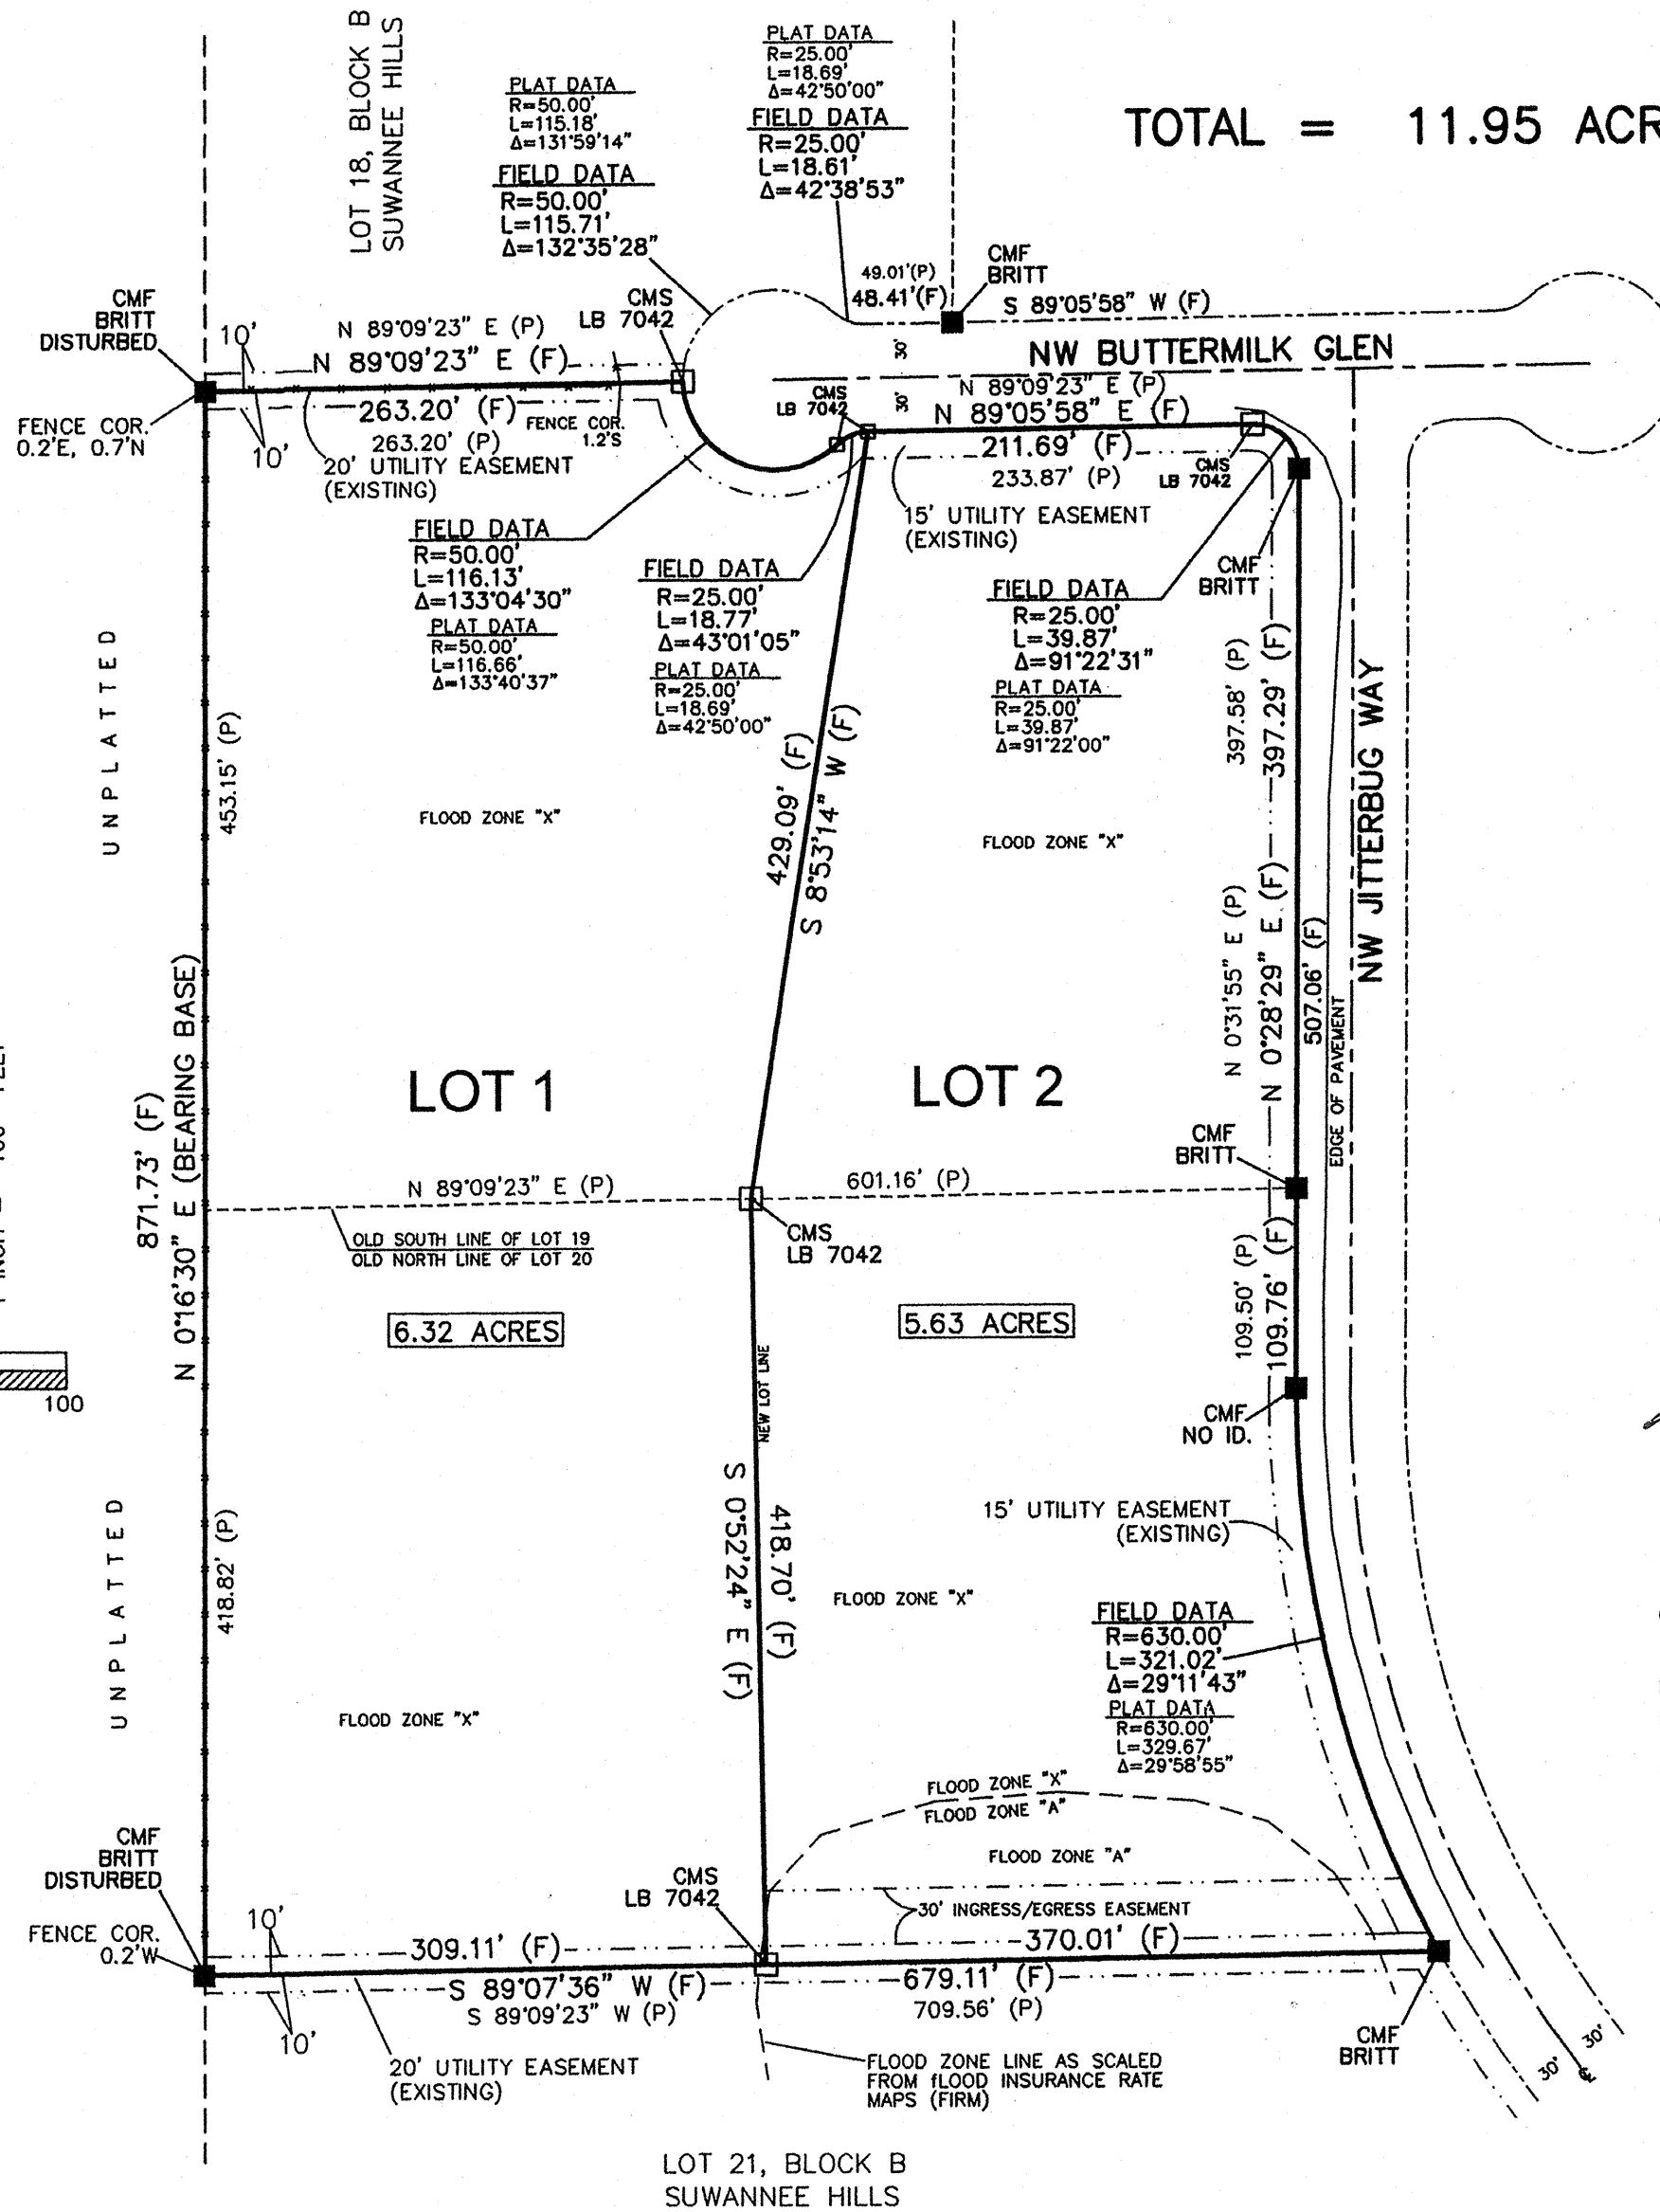 LOT 18, BLOCK B
SUWANNEE HILLS
PLAT DATA
R=50.00'
L=115.18'
Δ=131°59'14"
FIELD DATA
R=50.00'
L=115.71'
Δ=132°35'28"
PLAT DATA
R=25.00'
L=18.69'
Δ=42°50'00"
FIELD DATA
R=25.00'
L=18.61'
Δ=42°38'53"
TOTAL = 11.95 ACR
CMF
BRITT
DISTURBED
10'
N 89°09'23" E (P)
N 89°09'23" E (F)
CMS
LB 7042
49.01'(P)
48.41'(F)
CMF
BRITT
S 89°05'58" W (F)
30'
NW BUTTERMILK GLEN
30'
N 89°09'23" E (P)
N 89°05'58" E (F)
CMS
LB 7042
FENCE COR.
0.2'E, 0.7'N
263.20' (F)
263.20' (P)
FENCE COR.
1.2'S
10'
20' UTILITY EASEMENT
(EXISTING)
211.69' (F)
233.87' (P)
CMS
LB 7042
15' UTILITY EASEMENT
(EXISTING)
CMF
BRITT
FIELD DATA
R=50.00'
L=116.13'
Δ=133°04'30"
PLAT DATA
R=50.00'
L=116.66'
Δ=133°40'37"
FIELD DATA
R=25.00'
L=18.77'
Δ=43°01'05"
PLAT DATA
R=25.00'
L=18.69'
Δ=42°50'00"
FIELD DATA
R=25.00'
L=39.87'
Δ=91°22'31"
PLAT DATA
R=25.00'
L=39.87'
Δ=91°22'00"
UNPLATTED
453.15' (P)
FLOOD ZONE "X"
429.09' (F)
S 8°53'14" W (F)
FLOOD ZONE "X"
397.58' (P)
397.29' (F)
NW JITTERBUG WAY
N 0°31'55" E (P)
N 0°28'29" E (F)
507.06' (F)
EDGE OF PAVEMENT
871.73' (F)
N 0°16'30" E (BEARING BASE)
LOT 1
LOT 2
CMF
BRITT
N 89°09'23" E (P)
601.16' (P)
OLD SOUTH LINE OF LOT 19
OLD NORTH LINE OF LOT 20
CMS
LB 7042
6.32 ACRES
5.63 ACRES
109.50' (P)
109.76' (F)
100
NEW LOT LINE
CMF
NO ID.
UNPLATTED
418.82' (P)
S 0°52'24" E (F)
418.70' (F)
15' UTILITY EASEMENT
(EXISTING)
FLOOD ZONE "X"
FIELD DATA
R=630.00'
L=321.02'
Δ=29°11'43"
PLAT DATA
R=630.00'
L=329.67'
Δ=29°58'55"
FLOOD ZONE "X"
FLOOD ZONE "X"
FLOOD ZONE "A"
FLOOD ZONE "A"
CMF
BRITT
DISTURBED
CMS
LB 7042
30' INGRESS/EGRESS EASEMENT
FENCE COR.
0.2'W
10'
309.11' (F)
370.01' (F)
S 89°07'36" W (F)
679.11' (F)
S 89°09'23" W (P)
709.56' (P)
10'
20' UTILITY EASEMENT
(EXISTING)
FLOOD ZONE LINE AS SCALED
FROM fLOOD INSURANCE RATE
MAPS (FIRM)
CMF
BRITT
30'
30'
LOT 21, BLOCK B
SUWANNEE HILLS